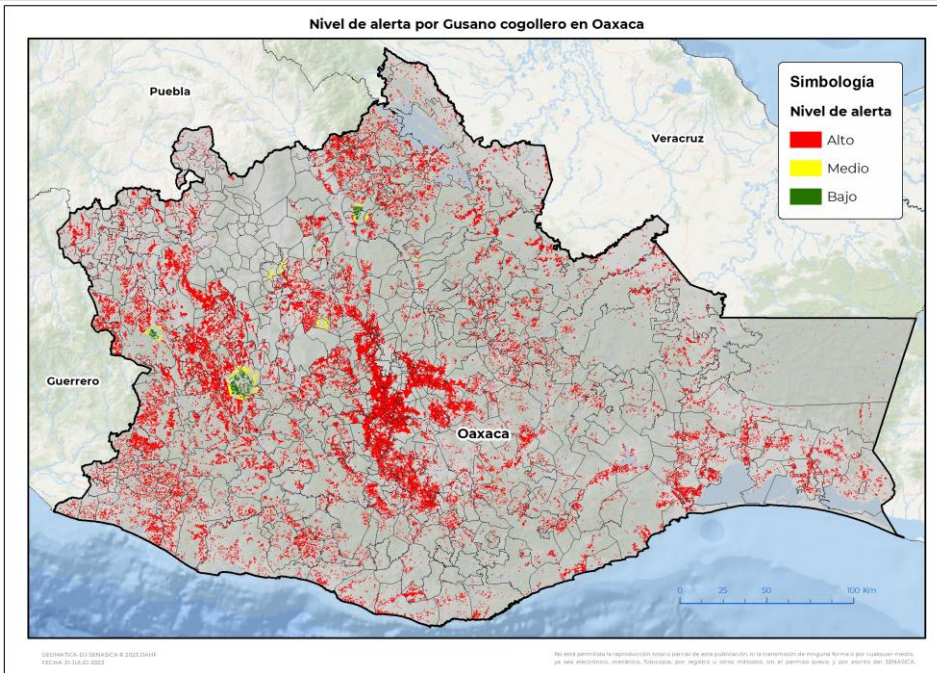 Nivel de alerta por Gusano cogollero en Oaxaca
Puebla
Veracruz
Simbología
Nivel de alerta
Alto
Medio
Bajo
Guerrero
Oaxaca
0 25 50 100 Km
GEOMATICA-DJ-SENASICA © 2023 DAHF
FECHA 31-JULIO-2023
No está permitida la reproducción total o parcial de esta publicación, ni la transmisión de ninguna forma o por cualquier medio,
ya sea electrónico, mecánico, fotocopia, por registro u otros métodos, sin el permiso previo y por escrito del SENASICA.